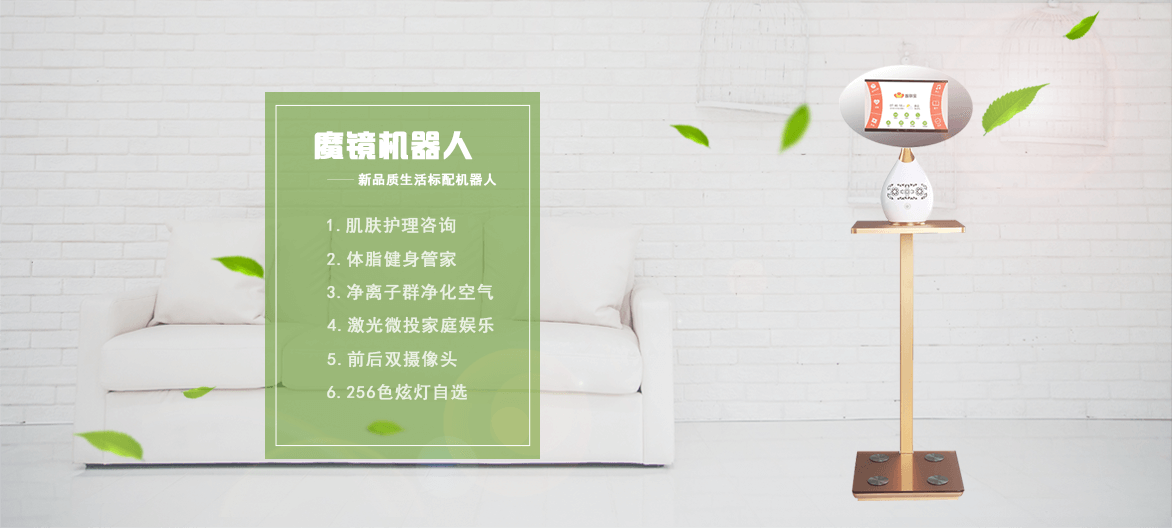 魔镜机器人
——新品质生活标配机器人
1.肌肤护理咨询
2.体脂健身管家
3.净离子群净化空气
4.激光微投家庭娱乐
5.前后双摄像头
6.256色炫灯自选